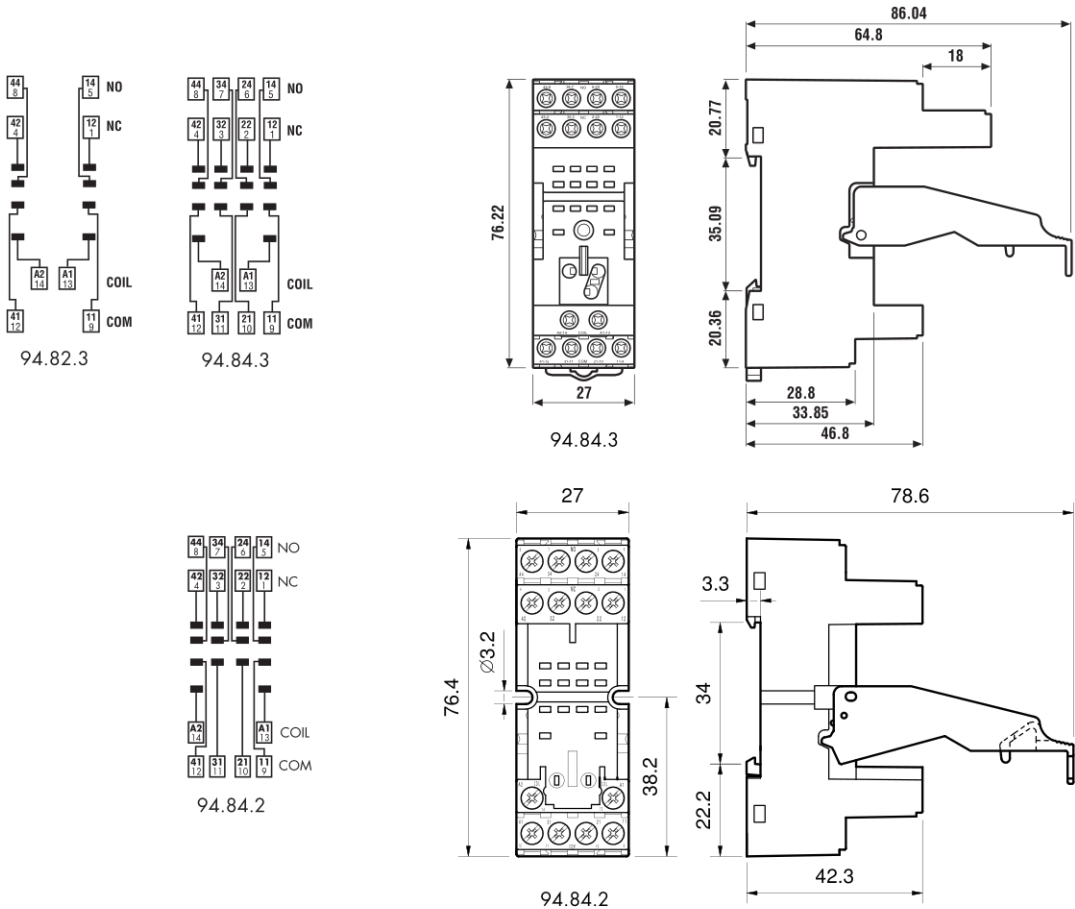 44 14 NO
8 5
42 12 NC
4 1
A2 A1
14 13 COIL
41 11 COM
12 9
94.82.3
44 34 24 14 NO
8 7 6 5
42 32 22 12 NC
4 3 2 1
A2 A1
14 13 COIL
41 31 21 11 COM
12 11 10 9
94.84.3
76.22
27
94.84.3
86.04
64.8
18
20.77
35.09
20.36
28.8
33.85
46.8
44 34 24 14 NO
8 7 6 5
42 32 22 12 NC
4 3 2 1
A2 A1 COIL
14 13
41 31 21 11 COM
12 11 10 9
94.84.2
27
76.4
Ø3.2
38.2
94.84.2
78.6
3.3
34
22.2
42.3